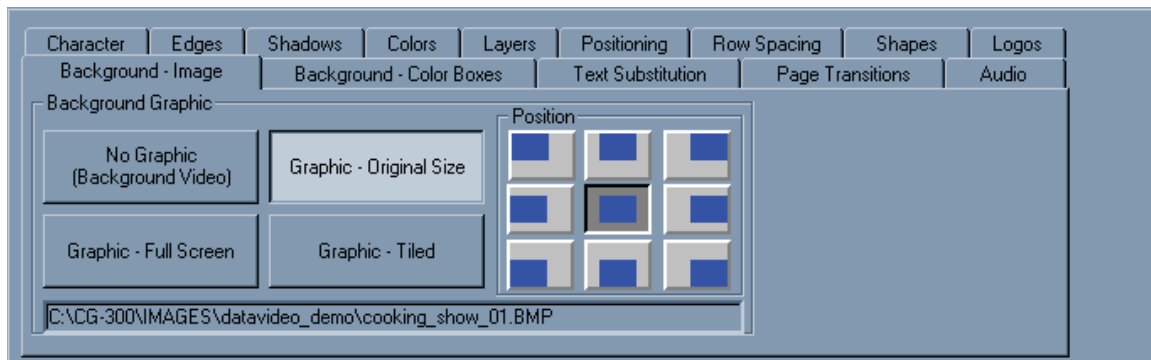 Character Edges Shadows Colors Layers Positioning Row Spacing Shapes Logos
Background - Image Background - Color Boxes Text Substitution Page Transitions Audio
Background Graphic
Position
No Graphic
(Background Video)
Graphic - Original Size
Graphic - Full Screen
Graphic - Tiled
C:\CG-300\IMAGES\datavideo_demo\cooking_show_01.BMP